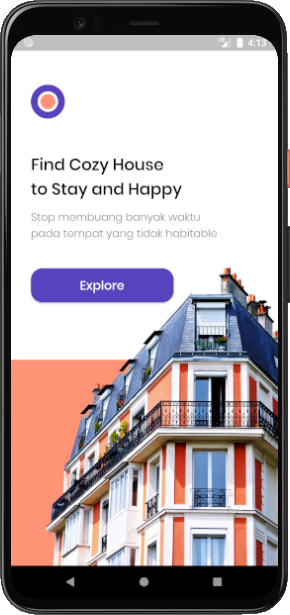 4:13
Find Cozy House
to Stay and Happy
Stop membuang banyak waktu
pada tempat yang tidak habitable
Explore